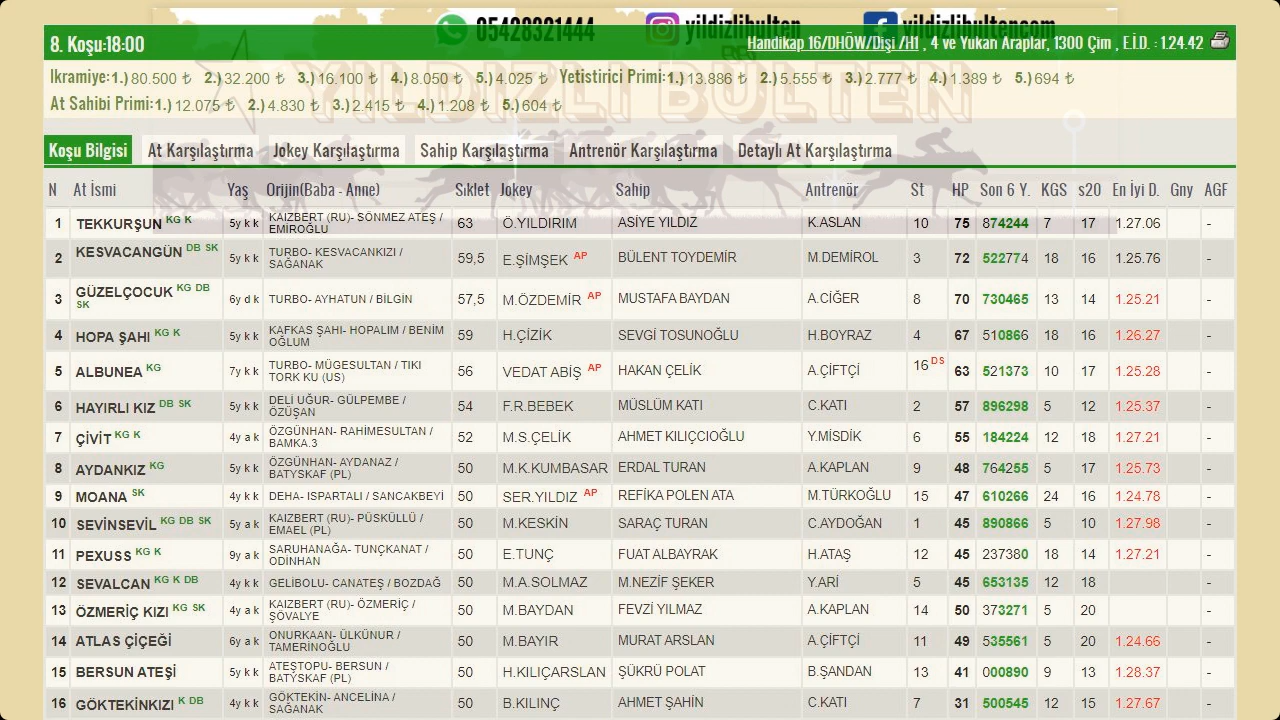 05428321444 yildizlibulten yildizlibultencom
8. Koşu:18:00 Handikap 16/DHÖW/Dişi /H1 , 4 ve Yukarı Araplar, 1300 Çim , E.İ.D. : 1.24.42
İkramiye:1.) 80.500 ₺ 2.) 32.200 ₺ 3.) 16.100 ₺ 4.) 8.050 ₺ 5.) 4.025 ₺ Yetistirici Primi:1.) 13.886 ₺ 2.) 5.555 ₺ 3.) 2.777 ₺ 4.) 1.389 ₺ 5.) 694 ₺
At Sahibi Primi:1.) 12.075 ₺ 2.) 4.830 ₺ 3.) 2.415 ₺ 4.) 1.208 ₺ 5.) 604 ₺
YILDIZLI BÜLTEN
Koşu Bilgisi At Karşılaştırma Jokey Karşılaştırma Sahip Karşılaştırma Antrenör Karşılaştırma Detaylı At Karşılaştırma
N At İsmi Yaş Orijin(Baba - Anne) Sıklet Jokey Sahip Antrenör St HP Son 6 Y. KGS s20 En İyi D. Gny AGF
1 TEKKURŞUN KG K 5y k k KAIZBERT (RU)- SÖNMEZ ATEŞ / EMİROĞLU 63 Ö.YILDIRIM ASİYE YILDIZ K.ASLAN 10 75 874244 7 17 1.27.06 -
2 KESVACANGÜN DB SK 5y k k TURBO- KESVACANKIZI / SAĞANAK 59,5 E.ŞİMŞEK AP BÜLENT TOYDEMİR M.DEMİROL 3 72 522774 18 16 1.25.76 -
3 GÜZELÇOCUK KG DB SK 6y d k TURBO- AYHATUN / BİLGİN 57,5 M.ÖZDEMİR AP MUSTAFA BAYDAN A.CİĞER 8 70 730465 13 14 1.25.21 -
4 HOPA ŞAHI KG K 5y k k KAFKAS ŞAHI- HOPALIM / BENİM OĞLUM 59 H.ÇİZİK SEVGİ TOSUNOĞLU H.BOYRAZ 4 67 510866 18 16 1.26.27 -
5 ALBUNEA KG 7y k k TURBO- MÜGESULTAN / TIKI TORK KU (US) 56 VEDAT ABİŞ AP HAKAN ÇELİK A.ÇİFTÇİ 16 DS 63 521373 10 17 1.25.28 -
6 HAYIRLI KIZ DB SK 5y k k DELİ UĞUR- GÜLPEMBE / ÖZÜŞAN 54 F.R.BEBEK MÜSLÜM KATI C.KATI 2 57 896298 5 12 1.25.37 -
7 ÇİVİT KG K 4y a k ÖZGÜNHAN- RAHİMESULTAN / BAMKA.3 52 M.S.ÇELİK AHMET KILIÇCIOĞLU Y.MİSDİK 6 55 184224 12 18 1.27.21 -
8 AYDANKIZ KG 5y k k ÖZGÜNHAN- AYDANAZ / BATYSKAF (PL) 50 M.K.KUMBASAR ERDAL TURAN A.KAPLAN 9 48 764255 5 17 1.25.73 -
9 MOANA SK 4y k k DEHA- ISPARTALI / SANCAKBEYİ 50 SER.YILDIZ AP REFİKA POLEN ATA M.TÜRKOĞLU 15 47 610266 24 16 1.24.78 -
10 SEVİNSEVİL KG DB SK 5y a k KAIZBERT (RU)- PÜSKÜLLÜ / EMAEL (PL) 50 M.KESKİN SARAÇ TURAN C.AYDOĞAN 1 45 890866 5 10 1.27.98 -
11 PEXUSS KG K 9y a k SARUHANAĞA- TUNÇKANAT / ODINHAN 50 E.TUNÇ FUAT ALBAYRAK H.ATAŞ 12 45 237380 18 14 1.27.21 -
12 SEVALCAN KG K DB 4y k k GELİBOLU- CANATEŞ / BOZDAĞ 50 M.A.SOLMAZ M.NEZİF ŞEKER Y.ARİ 5 45 653135 12 18 -
13 ÖZMERİÇ KIZI KG SK 4y a k KAIZBERT (RU)- ÖZMERİÇ / ŞÖVALYE 50 M.BAYDAN FEVZİ YILMAZ A.KAPLAN 14 50 373271 5 20 -
14 ATLAS ÇİÇEĞİ 6y a k ONURKAAN- ÜLKÜNUR / TAMERİNOĞLU 50 M.BAYIR MURAT ARSLAN A.ÇİFTÇİ 11 49 535561 5 20 1.24.66 -
15 BERSUN ATEŞİ 5y k k ATEŞTOPU- BERSUN / BATYSKAF (PL) 50 H.KILIÇARSLAN ŞÜKRÜ POLAT B.ŞANDAN 13 41 000890 9 13 1.28.37 -
16 GÖKTEKİNKIZI K DB 4y k k GÖKTEKİN- ANCELİNA / SAĞANAK 50 B.KILINÇ AHMET ŞAHİN C.KATI 7 31 500545 12 15 1.27.67 -